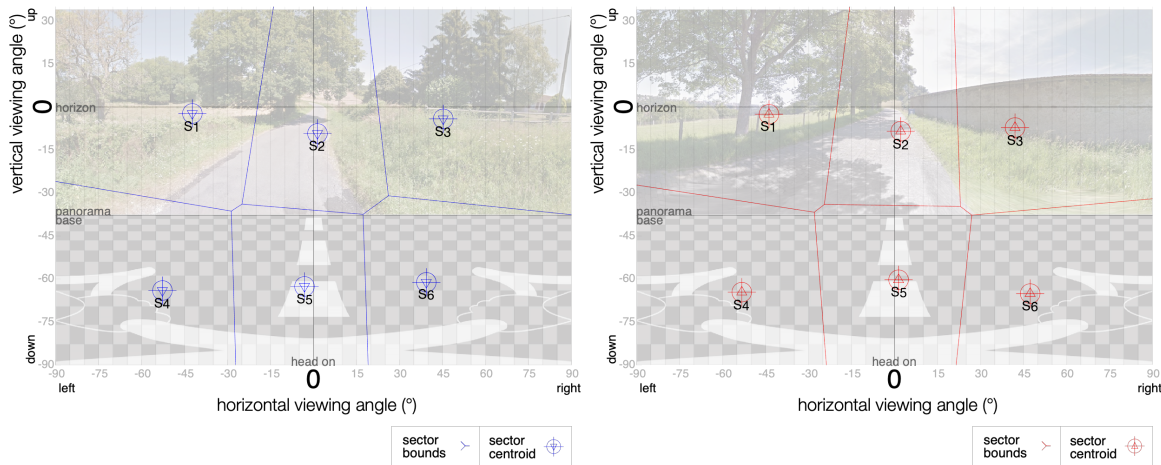 vertical viewing angle (°)
up
down
30
15
0
-15
-30
-45
-60
-75
-90
horizon
panorama
base
S1
S2
S3
S4
S5
S6
head on
-90 -75 -60 -45 -30 -15 0 15 30 45 60 75 90
left
right
horizontal viewing angle (°)
sector
bounds
sector
centroid
vertical viewing angle (°)
up
down
30
15
0
-15
-30
-45
-60
-75
-90
horizon
panorama
base
S1
S2
S3
S4
S5
S6
head on
-90 -75 -60 -45 -30 -15 0 15 30 45 60 75 90
left
right
horizontal viewing angle (°)
sector
bounds
sector
centroid